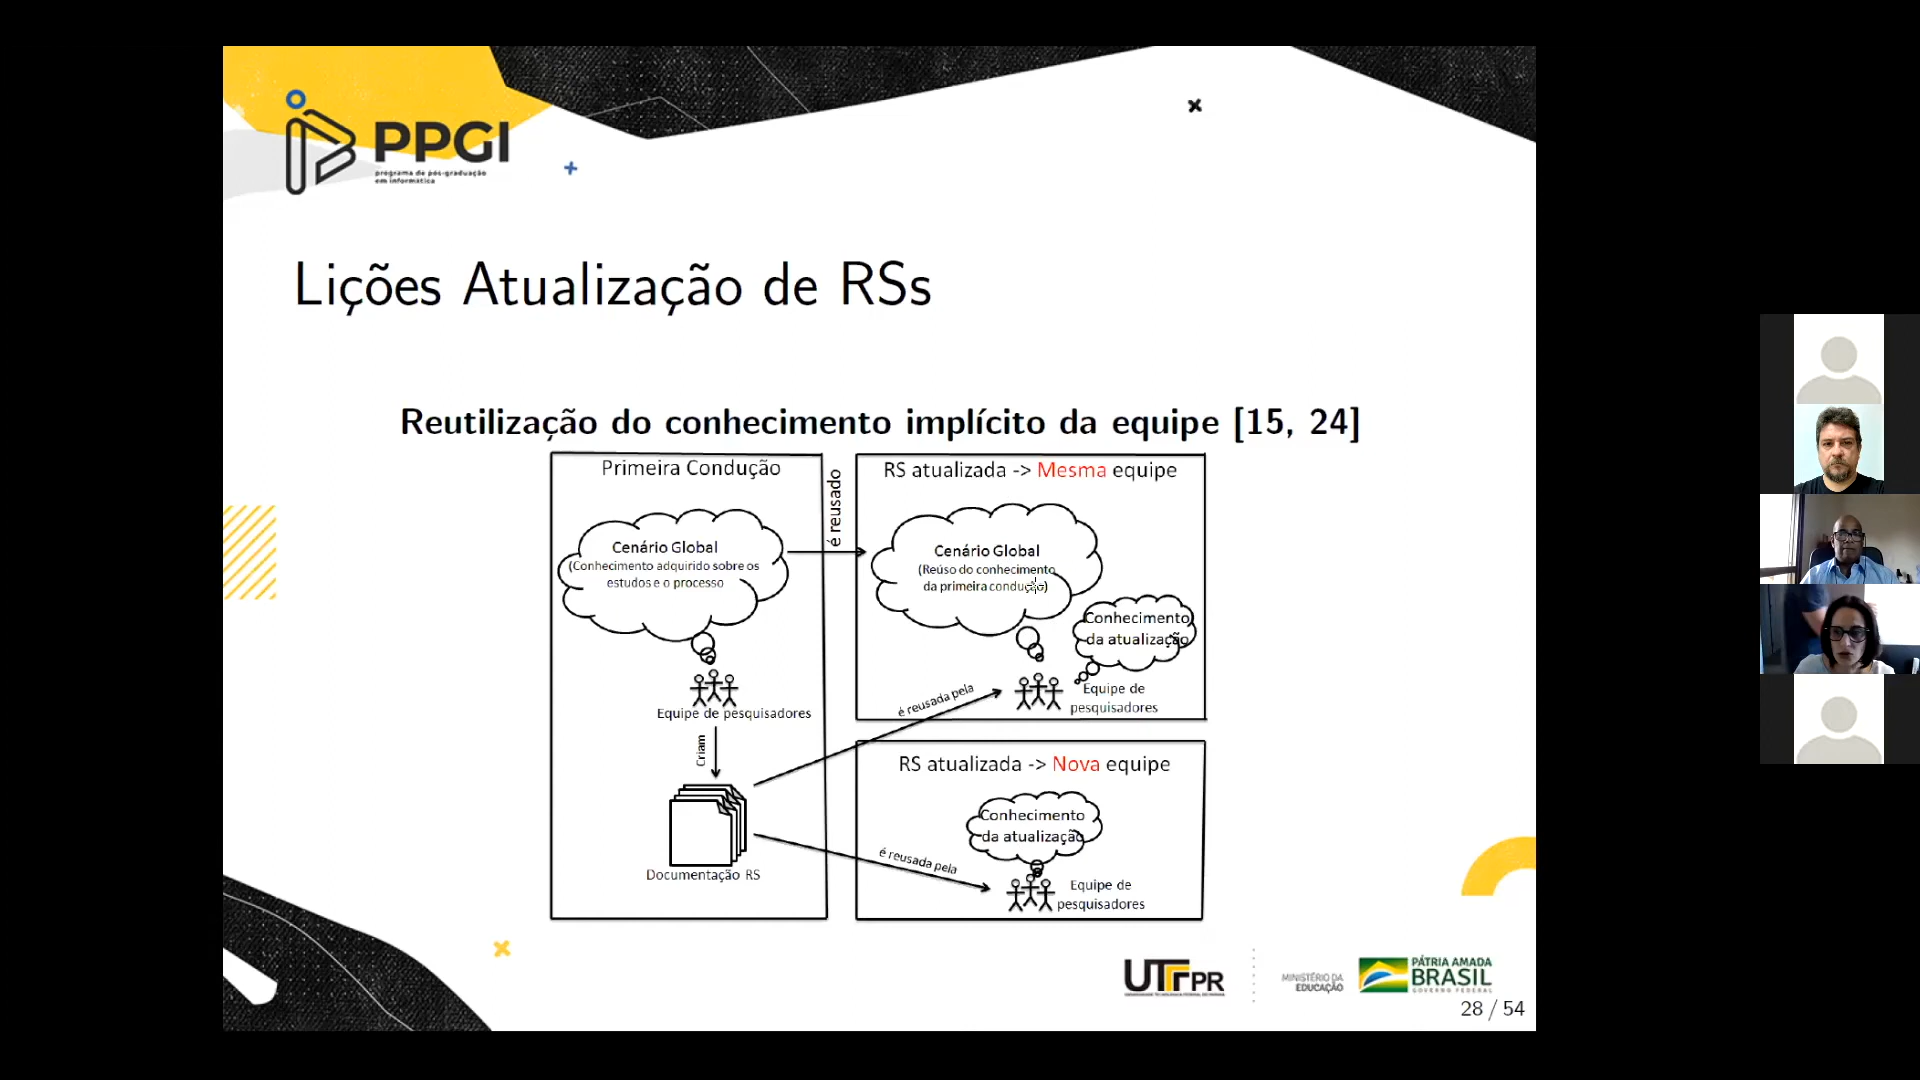 PPGI
programa de pós-graduação
em informática
Lições Atualização de RSs
Reutilização do conhecimento implícito da equipe [15, 24]
Primeira Condução
Cenário Global
(Conhecimento adquirido sobre os
estudos e o processo
Equipe de pesquisadores
Criam
Documentação RS
é reusado
RS atualizada -> Mesma equipe
Cenário Global
(Reúso do conhecimento
da primeira condução)
Conhecimento
da atualização
Equipe de
pesquisadores
é reusada pela
RS atualizada -> Nova equipe
Conhecimento
da atualização
é reusada pela
Equipe de
pesquisadores
UTFPR
MINISTÉRIO DA
EDUCAÇÃO
PÁTRIA AMADA
BRASIL
GOVERNO FEDERAL
28 / 54